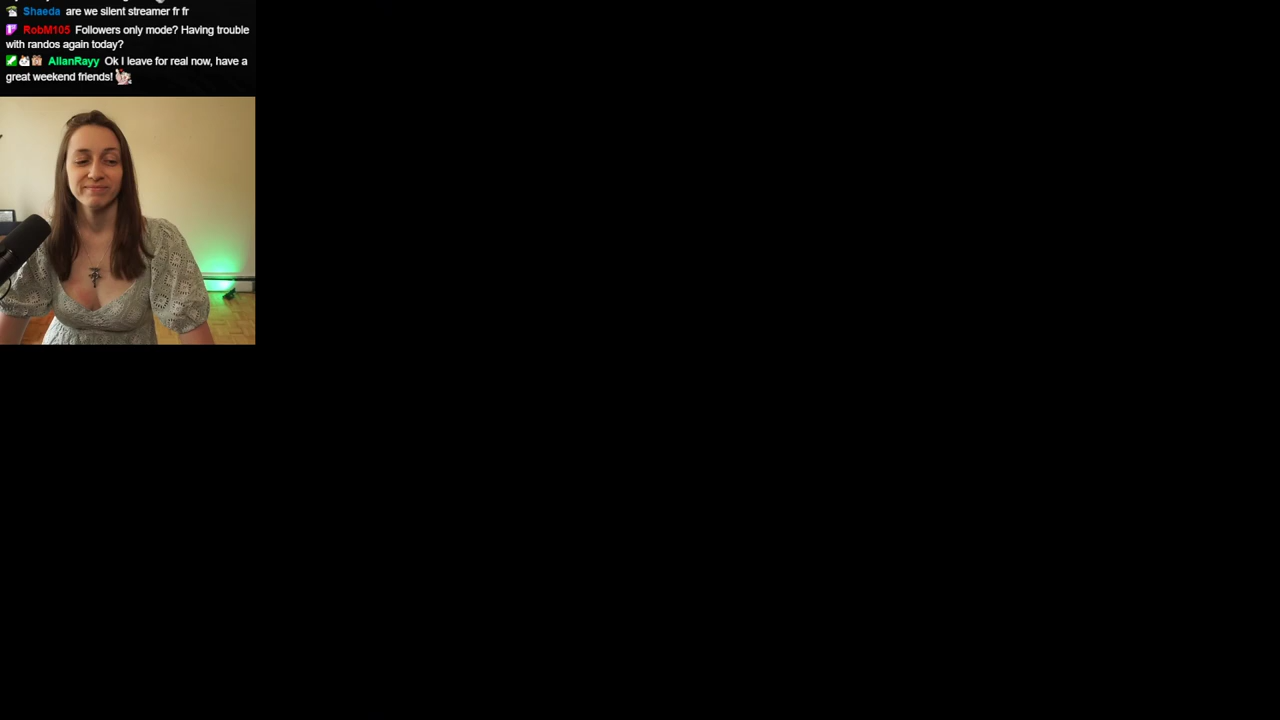 Shaeda are we silent streamer fr fr
RobM105 Followers only mode? Having trouble
with randos again today?
AllanRayy Ok I leave for real now, have a
great weekend friends!